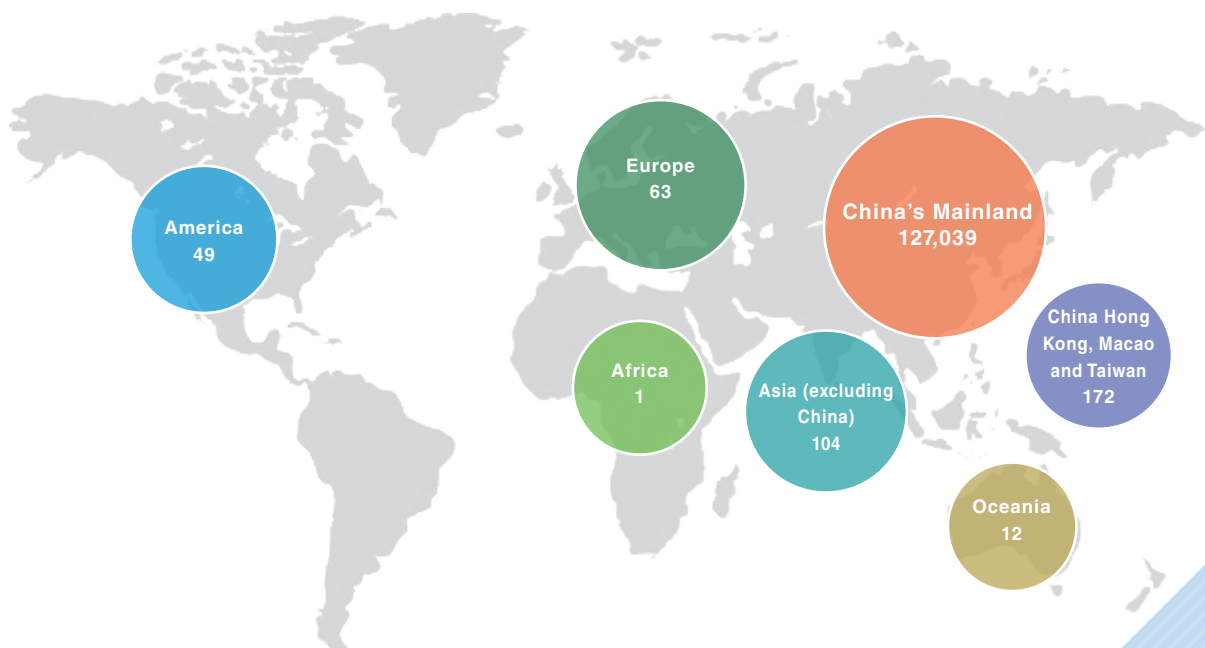 Europe
63
China’s Mainland
127,039
America
49
China Hong
Kong, Macao
and Taiwan
172
Africa
1
Asia (excluding
China)
104
Oceania
12